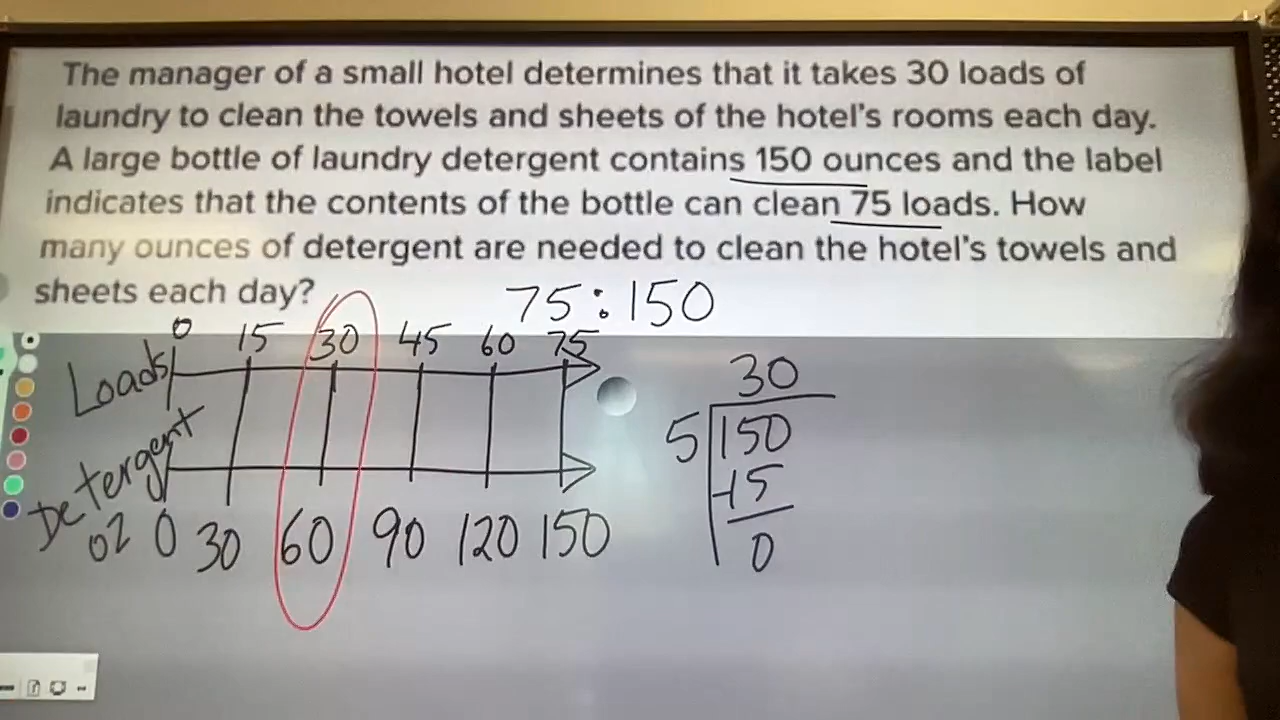 The manager of a small hotel determines that it takes 30 loads of
laundry to clean the towels and sheets of the hotel's rooms each day.
A large bottle of laundry detergent contains 150 ounces and the label
indicates that the contents of the bottle can clean 75 loads. How
many ounces of detergent are needed to clean the hotel's towels and
sheets each day?
75:150
Loads 0 15 30 45 60 75
Detergent
oz 0 30 60 90 120 150
30
5 150
-15
0